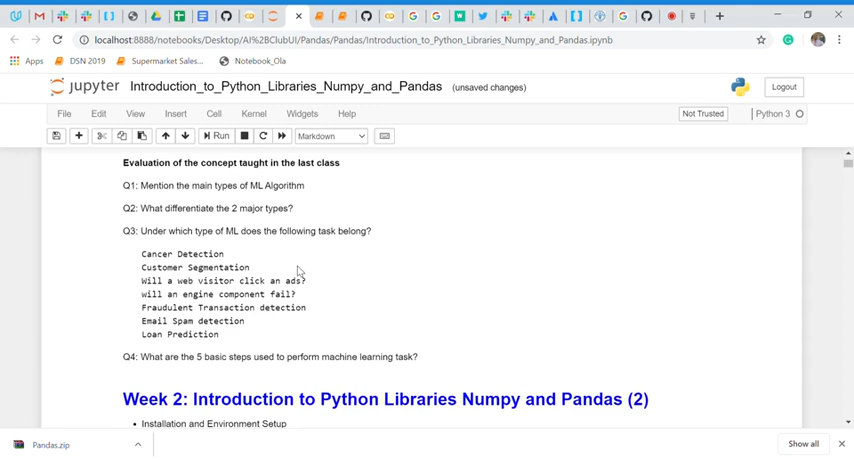 localhost:8888/notebooks/Desktop/AI%2BClubUI/Pandas/Pandas/Introduction_to_Python_Libraries_Numpy_and_Pandas.ipynb
Apps DSN 2019 Supermarket Sales... Notebook_Ola
jupyter Introduction_to_Python_Libraries_Numpy_and_Pandas (unsaved changes) Logout
File Edit View Insert Cell Kernel Widgets Help Not Trusted Python 3
Run Markdown
Evaluation of the concept taught in the last class
Q1: Mention the main types of ML Algorithm
Q2: What differentiate the 2 major types?
Q3: Under which type of ML does the following task belong?
Cancer Detection
Customer Segmentation
Will a web visitor click an ads?
will an engine component fail?
Fraudulent Transaction detection
Email Spam detection
Loan Prediction
Q4: What are the 5 basic steps used to perform machine learning task?
Week 2: Introduction to Python Libraries Numpy and Pandas (2)
• Installation and Environment Setup
Pandas.zip Show all